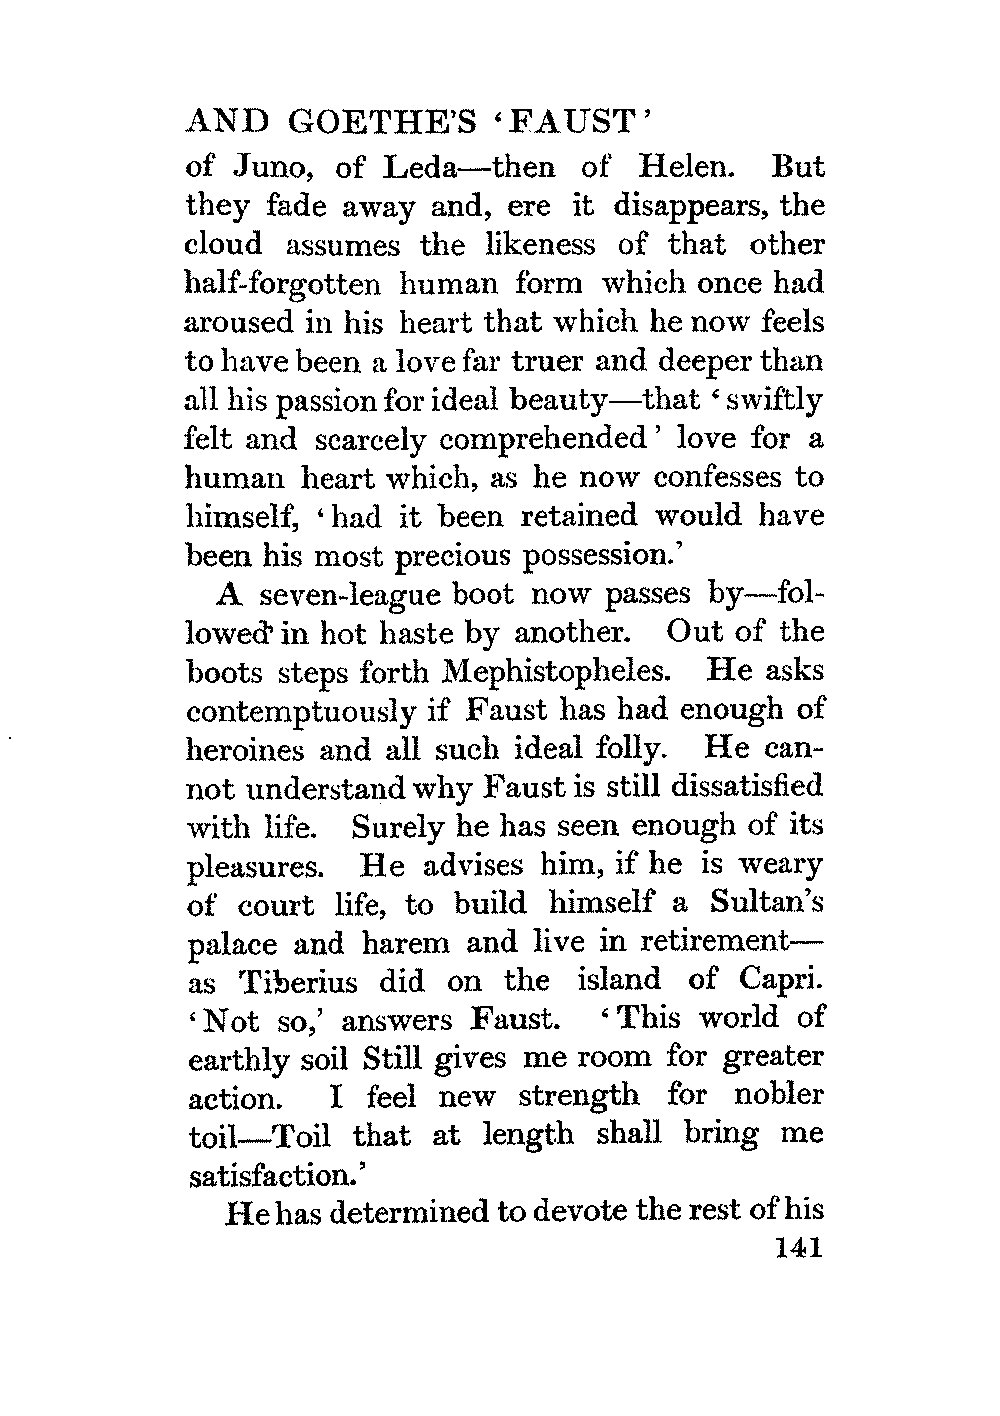 AND GOETHE'S ‘FAUST’
of Juno, of Leda—then of Helen. But
they fade away and, ere it disappears, the
cloud assumes the likeness of that other
half-forgotten human form which once had
aroused in his heart that which he now feels
to have been a love far truer and deeper than
all his passion for ideal beauty—that ‘swiftly
felt and scarcely comprehended’ love for a
human heart which, as he now confesses to
himself, ‘had it been retained would have
been his most precious possession.’
A seven-league boot now passes by—fol-
lowed in hot haste by another. Out of the
boots steps forth Mephistopheles. He asks
contemptuously if Faust has had enough of
heroines and all such ideal folly. He can-
not understand why Faust is still dissatisfied
with life. Surely he has seen enough of its
pleasures. He advises him, if he is weary
of court life, to build himself a Sultan's
palace and harem and live in retirement—
as Tiberius did on the island of Capri.
‘Not so,’ answers Faust. ‘This world of
earthly soil Still gives me room for greater
action. I feel new strength for nobler
toil—Toil that at length shall bring me
satisfaction.’
He has determined to devote the rest of his
141